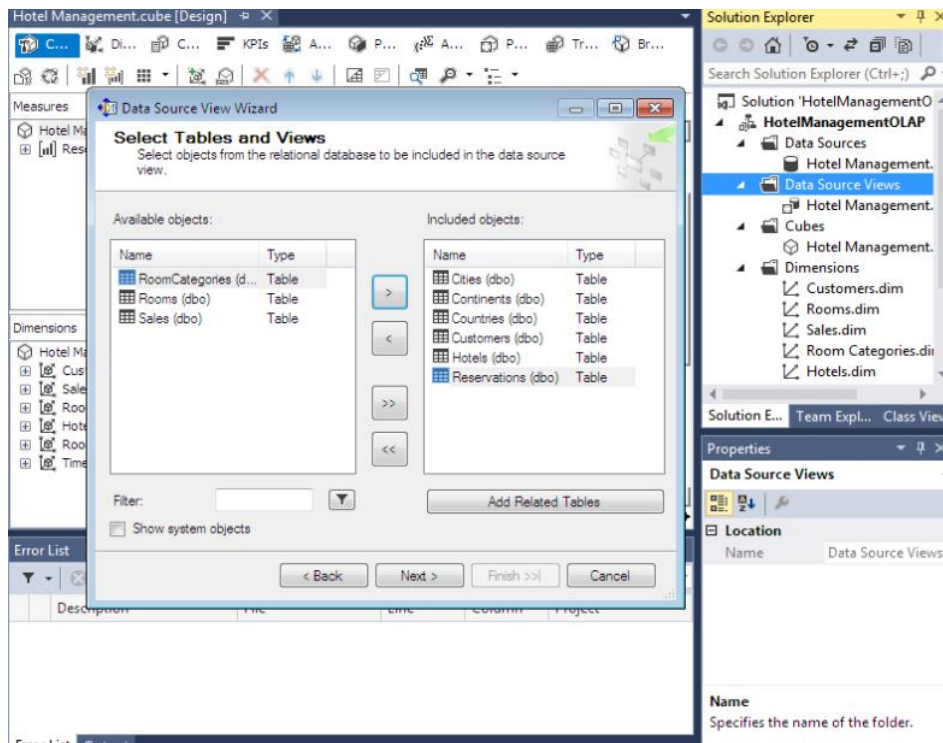 Hotel Management.cube [Design]
C... Di... C... KPIs A... P... A... P... Tr... Br...
Measures
Hotel Ma
Res
Dimensions
Hotel Ma
Cus
Sale
Roo
Hote
Roo
Time
Data Source View Wizard
Select Tables and Views
Select objects from the relational database to be included in the data source
view.
Available objects:
Name Type
RoomCategories (d... Table
Rooms (dbo) Table
Sales (dbo) Table
>
<
>>
<<
Included objects:
Name Type
Cities (dbo) Table
Continents (dbo) Table
Countries (dbo) Table
Customers (dbo) Table
Hotels (dbo) Table
Reservations (dbo) Table
Filter:
Add Related Tables
Show system objects
< Back Next > Finish >>| Cancel
Error List
Description File Line Column Project
Error List Output
Solution Explorer
Search Solution Explorer (Ctrl+;)
Solution 'HotelManagementO
HotelManagementOLAP
Data Sources
Hotel Management.
Data Source Views
Hotel Management.
Cubes
Hotel Management.
Dimensions
Customers.dim
Rooms.dim
Sales.dim
Room Categories.di
Hotels.dim
Solution E... Team Expl... Class View
Properties
Data Source Views
Location
Name Data Source Views
Name
Specifies the name of the folder.